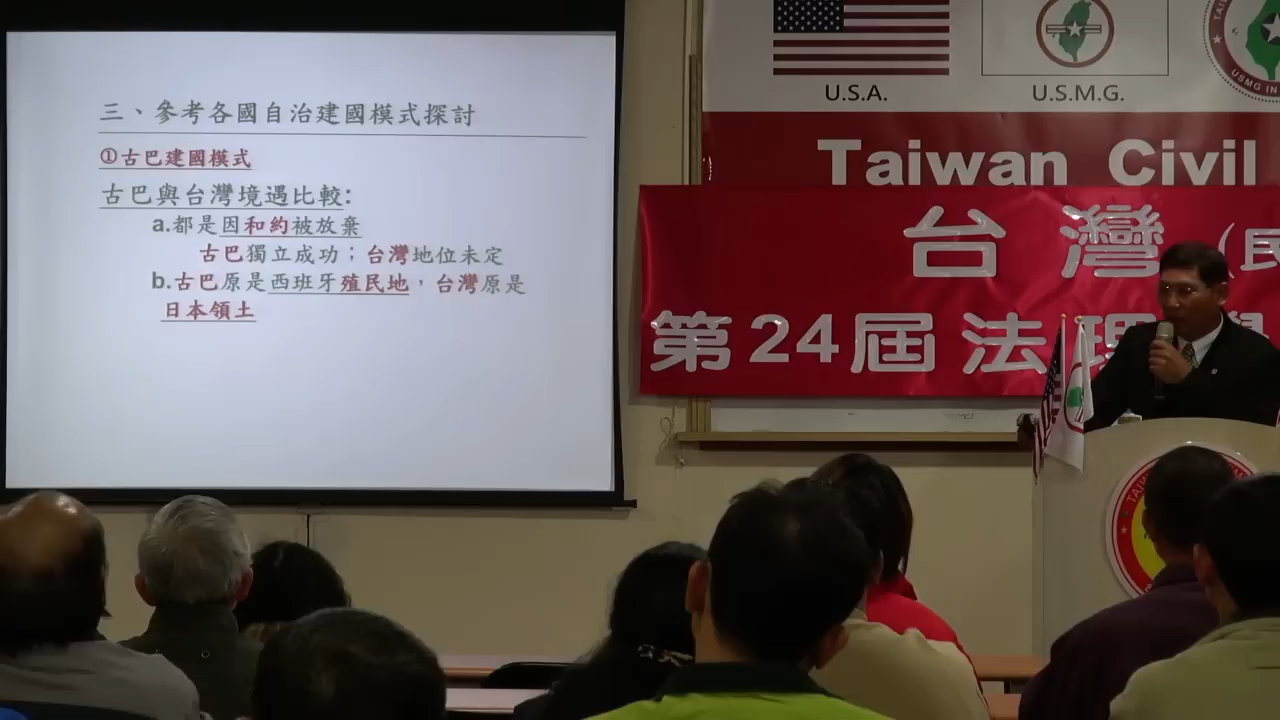 三、參考各國自治建國模式探討
①古巴建國模式
古巴與台灣境遇比較:
a.都是因和約被放棄
古巴獨立成功；台灣地位未定
b.古巴原是西班牙殖民地，台灣原是
日本領土
U.S.A.
U.S.M.G.
USMG IN
Taiwan Civil
台灣（民
第24屆法理